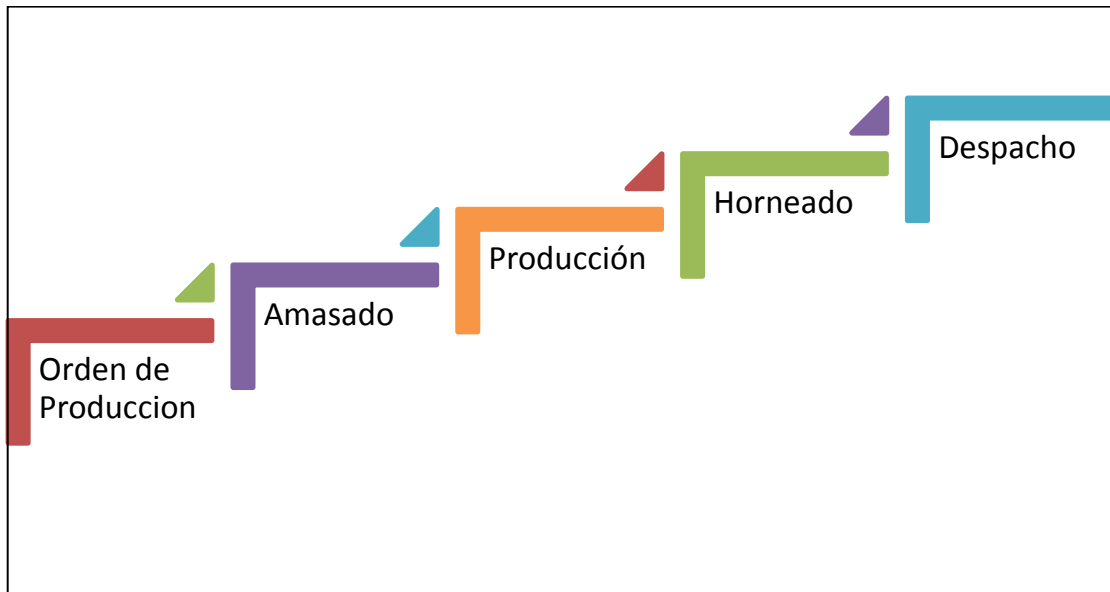 Orden de
Produccion
Amasado
Producción
Horneado
Despacho